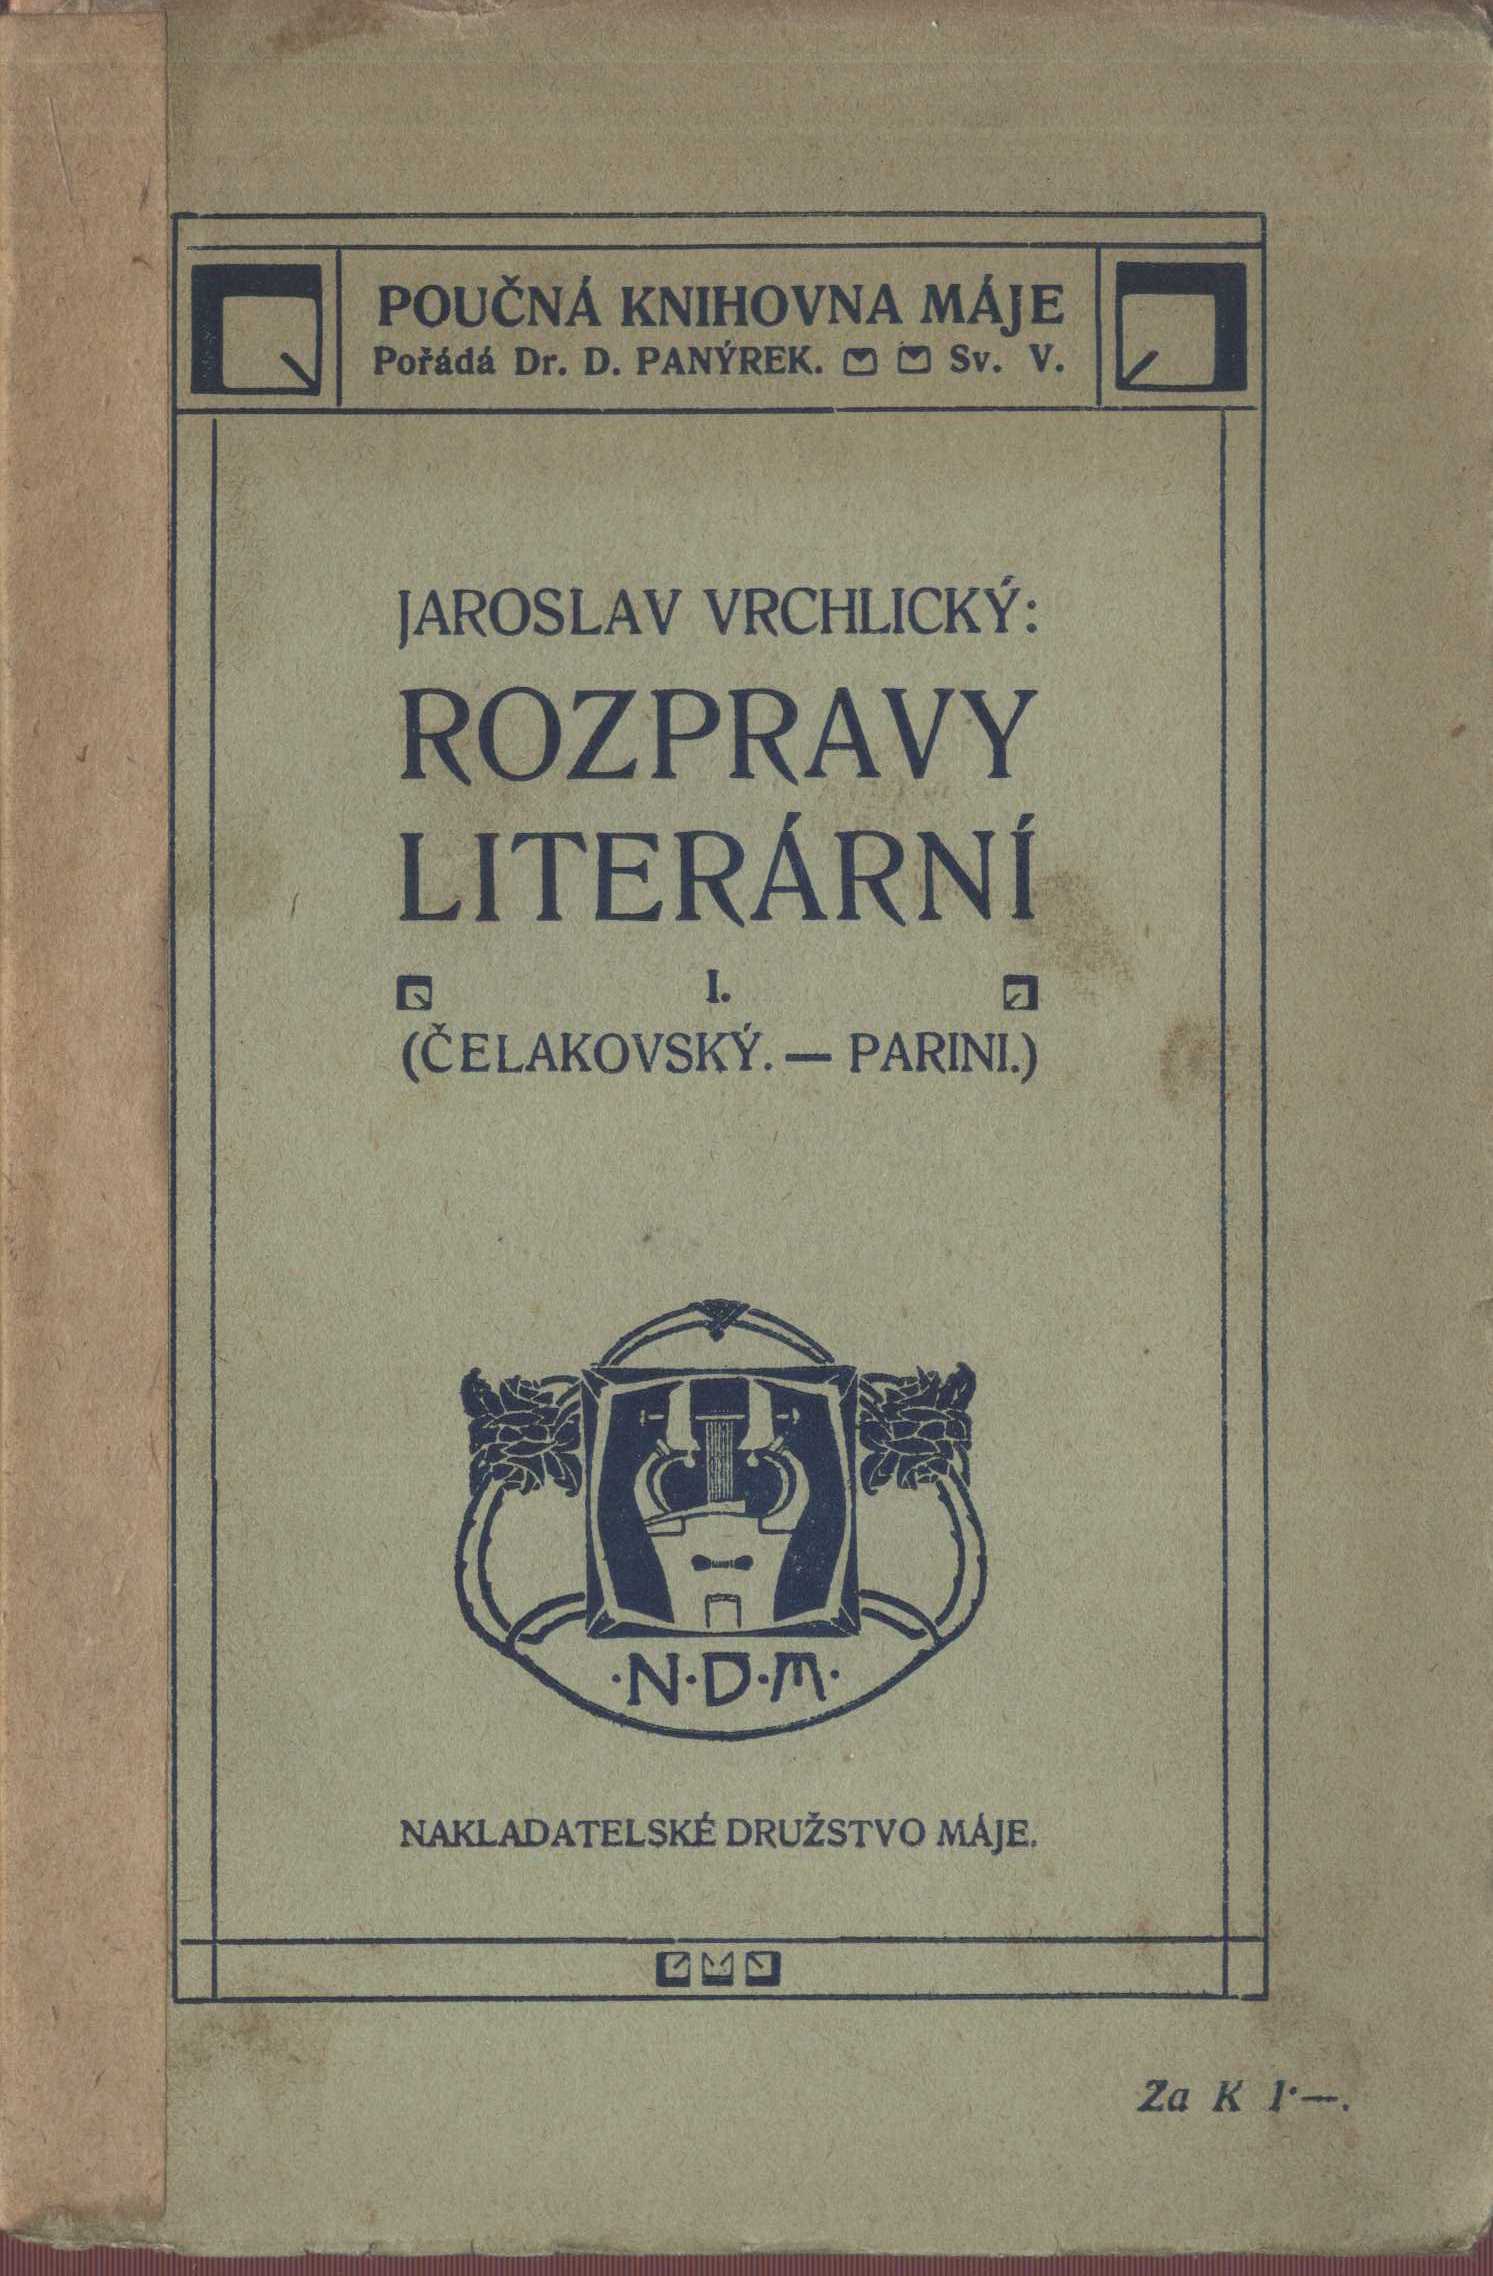 POUČNÁ KNIHOVNA MÁJE
Pořádá Dr. D. PANÝREK. Sv. V.
JAROSLAV VRCHLICKÝ:
ROZPRAVY
LITERÁRNÍ
I.
(ČELAKOVSKÝ. — PARINI.)
·N·D·M·
NAKLADATELSKÉ DRUŽSTVO MÁJE.
Za K 1·—.